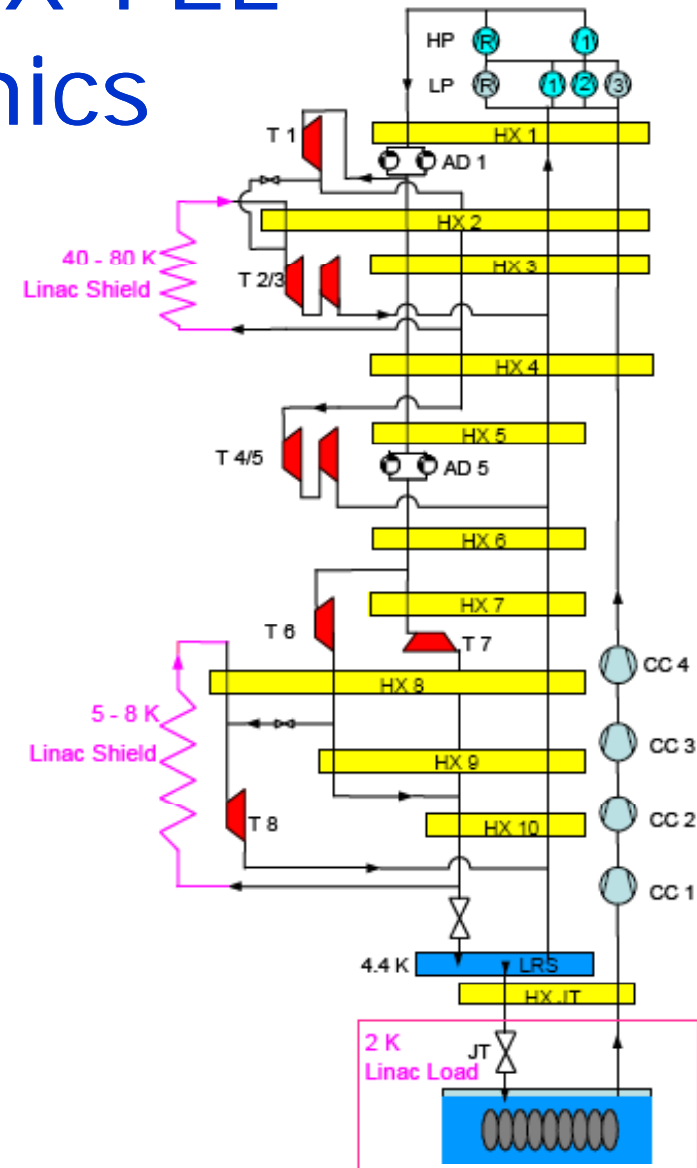 X-FEL
nics
HP R 1
LP R 1 2 3
HX 1
T 1
AD 1
HX 2
40 - 80 K
Linac Shield
T 2/3
HX 3
HX 4
HX 5
T 4/5
AD 5
HX 6
HX 7
T 6
T 7
HX 8
CC 4
5 - 8 K
Linac Shield
CC 3
HX 9
T 8
HX 10
CC 2
CC 1
4.4 K
LRS
HX JT
2 K
Linac Load
JT